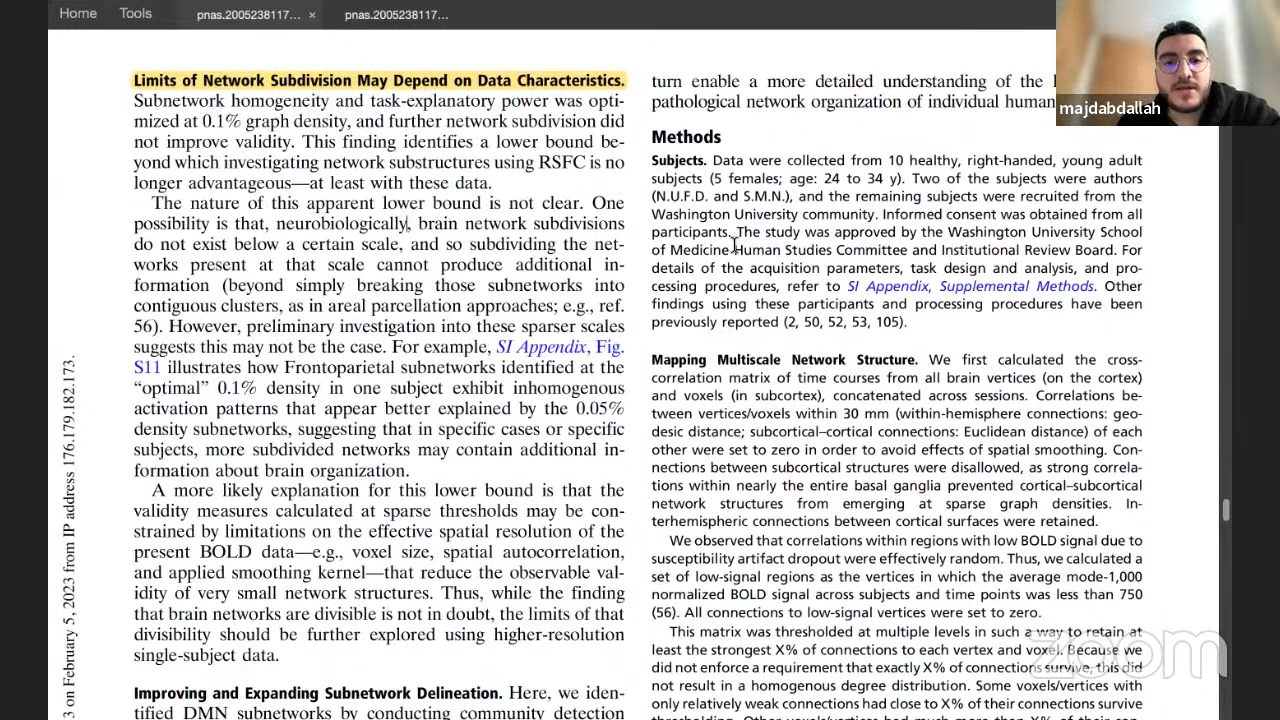 Home
Tools
pnas.2005238117... ×
pnas.2005238117...
majdabdallah
Limits of Network Subdivision May Depend on Data Characteristics.
Subnetwork homogeneity and task-explanatory power was opti-
mized at 0.1% graph density, and further network subdivision did
not improve validity. This finding identifies a lower bound be-
yond which investigating network substructures using RSFC is no
longer advantageous—at least with these data.
The nature of this apparent lower bound is not clear. One
possibility is that, neurobiologically, brain network subdivisions
do not exist below a certain scale, and so subdividing the net-
works present at that scale cannot produce additional in-
formation (beyond simply breaking those subnetworks into
contiguous clusters, as in areal parcellation approaches; e.g., ref.
56). However, preliminary investigation into these sparser scales
suggests this may not be the case. For example, SI Appendix, Fig.
S11 illustrates how Frontoparietal subnetworks identified at the
“optimal” 0.1% density in one subject exhibit inhomogenous
activation patterns that appear better explained by the 0.05%
density subnetworks, suggesting that in specific cases or specific
subjects, more subdivided networks may contain additional in-
formation about brain organization.
A more likely explanation for this lower bound is that the
validity measures calculated at sparse thresholds may be con-
strained by limitations on the effective spatial resolution of the
present BOLD data—e.g., voxel size, spatial autocorrelation,
and applied smoothing kernel—that reduce the observable val-
idity of very small network structures. Thus, while the finding
that brain networks are divisible is not in doubt, the limits of that
divisibility should be further explored using higher-resolution
single-subject data.
Improving and Expanding Subnetwork Delineation. Here, we iden-
tified DMN subnetworks by conducting community detection
turn enable a more detailed understanding of the
pathological network organization of individual human
Methods
Subjects. Data were collected from 10 healthy, right-handed, young adult
subjects (5 females; age: 24 to 34 y). Two of the subjects were authors
(N.U.F.D. and S.M.N.), and the remaining subjects were recruited from the
Washington University community. Informed consent was obtained from all
participants. The study was approved by the Washington University School
of Medicine Human Studies Committee and Institutional Review Board. For
details of the acquisition parameters, task design and analysis, and pro-
cessing procedures, refer to SI Appendix, Supplemental Methods. Other
findings using these participants and processing procedures have been
previously reported (2, 50, 52, 53, 105).
Mapping Multiscale Network Structure. We first calculated the cross-
correlation matrix of time courses from all brain vertices (on the cortex)
and voxels (in subcortex), concatenated across sessions. Correlations be-
tween vertices/voxels within 30 mm (within-hemisphere connections: geo-
desic distance; subcortical–cortical connections: Euclidean distance) of each
other were set to zero in order to avoid effects of spatial smoothing. Con-
nections between subcortical structures were disallowed, as strong correla-
tions within nearly the entire basal ganglia prevented cortical–subcortical
network structures from emerging at sparse graph densities. In-
terhemispheric connections between cortical surfaces were retained.
We observed that correlations within regions with low BOLD signal due to
susceptibility artifact dropout were effectively random. Thus, we calculated a
set of low-signal regions as the vertices in which the average mode-1,000
normalized BOLD signal across subjects and time points was less than 750
(56). All connections to low-signal vertices were set to zero.
This matrix was thresholded at multiple levels in such a way to retain at
least the strongest X% of connections to each vertex and voxel. Because we
did not enforce a requirement that exactly X% of connections survive, this did
not result in a homogenous degree distribution. Some voxels/vertices with
only relatively weak connections had close to X% of their connections survive
3 on February 5, 2023 from IP address 176.179.182.173.
zoom